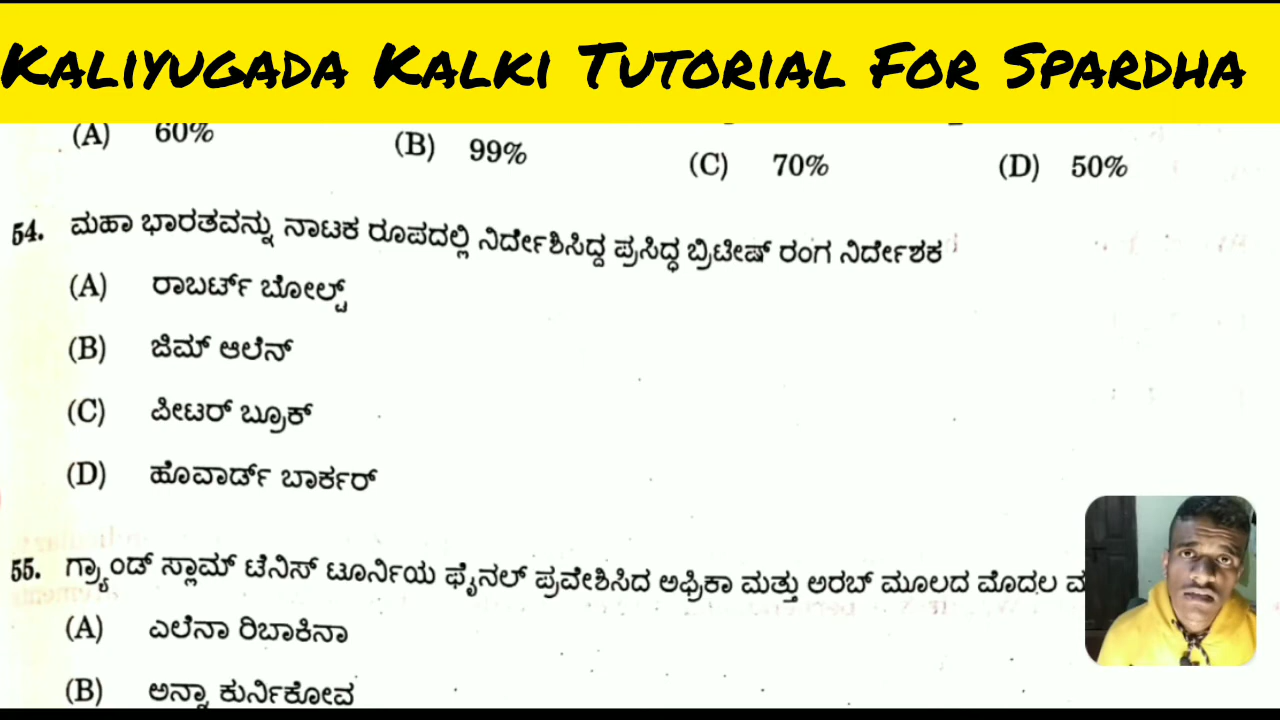 KALIYUGADA KALKI TUTORIAL FOR SPARDHA
(A) 60% (B) 99% (C) 70% (D) 50%
54. ಮಹಾ ಭಾರತವನ್ನು ನಾಟಕ ರೂಪದಲ್ಲಿ ನಿರ್ದೇಶಿಸಿದ್ದ ಪ್ರಸಿದ್ಧ ಬ್ರಿಟೀಷ್ ರಂಗ ನಿರ್ದೇಶಕ
(A) ರಾಬರ್ಟ್ ಬೋಲ್ಟ್
(B) ಜಿಮ್ ಆಲೆನ್
(C) ಪೀಟರ್ ಬ್ರೂಕ್
(D) ಹೊವಾರ್ಡ್ ಬಾರ್ಕರ್
55. ಗ್ರ್ಯಾಂಡ್ ಸ್ಲಾಮ್ ಟೆನಿಸ್ ಟೂರ್ನಿಯ ಫೈನಲ್ ಪ್ರವೇಶಿಸಿದ ಅಫ್ರಿಕಾ ಮತ್ತು ಅರಬ್ ಮೂಲದ ಮೊದಲ
(A) ಎಲೆನಾ ರಿಬಾಕಿನಾ
(B) ಅನ್ನಾ ಕುರ್ನಿಕೋವ